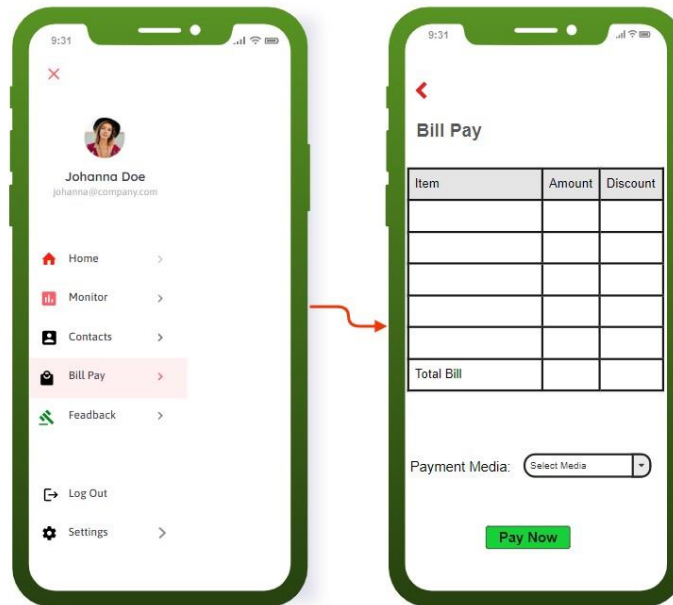 9:31
Johanna Doe
johanna@company.com
Home
Monitor
Contacts
Bill Pay
Feadback
Log Out
Settings
9:31
Bill Pay
Item Amount Discount
Total Bill
Payment Media: Select Media
Pay Now